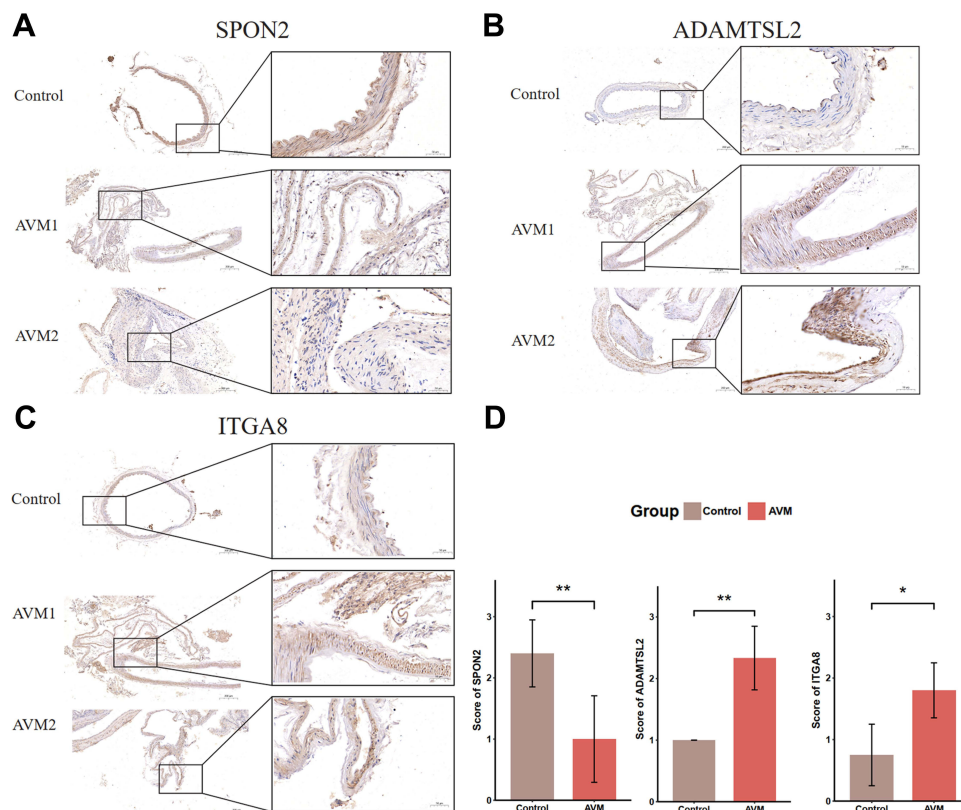 A
SPON2
Control
AVM1
AVM2
B
ADAMTSL2
Control
AVM1
AVM2
C
ITGA8
Control
AVM1
AVM2
D
Group Control AVM
Score of SPON2
3
2
1
0
**
Control AVM
Score of ADAMTSL2
3
2
1
0
**
Control AVM
Score of ITGA8
3
2
1
0
*
Control AVM